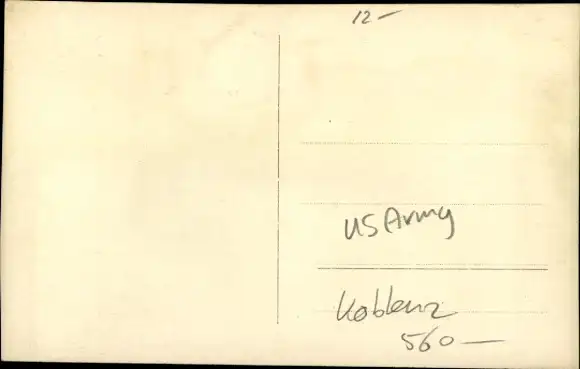 12-
US Army
Koblenz
560-